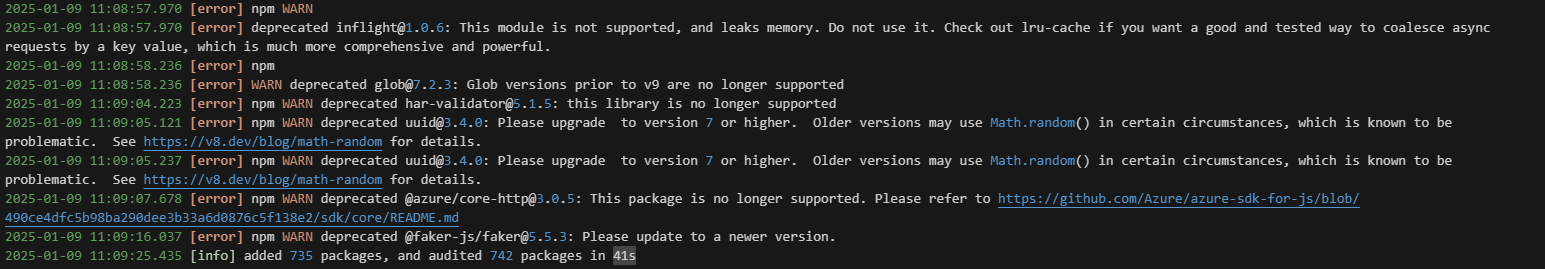 2025-01-09 11:08:57.970 [error] npm WARN
2025-01-09 11:08:57.970 [error] deprecated inflight@1.0.6: This module is not supported, and leaks memory. Do not use it. Check out lru-cache if you want a good and tested way to coalesce async
requests by a key value, which is much more comprehensive and powerful.
2025-01-09 11:08:58.236 [error] npm
2025-01-09 11:08:58.236 [error] WARN deprecated glob@7.2.3: Glob versions prior to v9 are no longer supported
2025-01-09 11:09:04.223 [error] npm WARN deprecated har-validator@5.1.5: this library is no longer supported
2025-01-09 11:09:05.121 [error] npm WARN deprecated uuid@3.4.0: Please upgrade  to version 7 or higher.  Older versions may use Math.random() in certain circumstances, which is known to be
problematic.  See https://v8.dev/blog/math-random for details.
2025-01-09 11:09:05.237 [error] npm WARN deprecated uuid@3.4.0: Please upgrade  to version 7 or higher.  Older versions may use Math.random() in certain circumstances, which is known to be
problematic.  See https://v8.dev/blog/math-random for details.
2025-01-09 11:09:07.678 [error] npm WARN deprecated @azure/core-http@3.0.5: This package is no longer supported. Please refer to https://github.com/Azure/azure-sdk-for-js/blob/
490ce4dfc5b98ba290dee3b33a6d0876c5f138e2/sdk/core/README.md
2025-01-09 11:09:16.037 [error] npm WARN deprecated @faker-js/faker@5.5.3: Please update to a newer version.
2025-01-09 11:09:25.435 [info] added 735 packages, and audited 742 packages in 41s